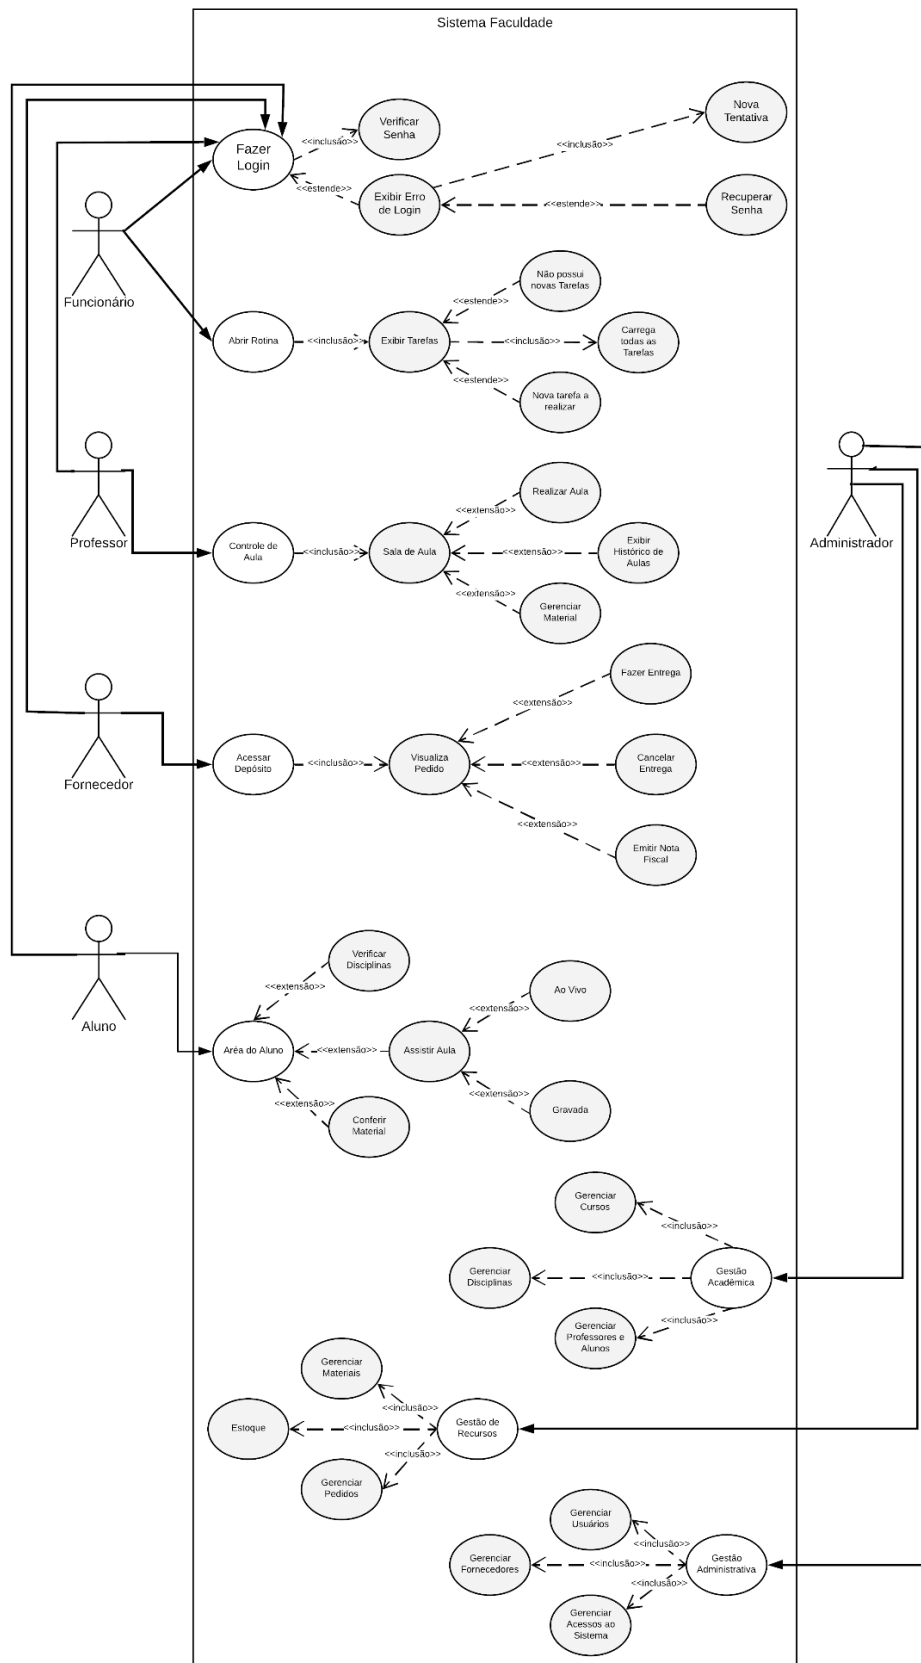 Sistema Faculdade
Nova
Tentativa
Verificar
Senha
<<inclusão>>
<<inclusão>>
Fazer
Login
<<estende>>
Exibir Erro
de Login
<<estende>>
Recuperar
Senha
Funcionário
Não possui
novas Tarefas
<<estende>>
Abrir Rotina
<<inclusão>>
Exibir Tarefas
<<inclusão>>
Carrega
todas as
Tarefas
<<estende>>
Nova tarefa a
realizar
Professor
Administrador
Realizar Aula
<<extensão>>
Controle de
Aula
<<inclusão>>
Sala de Aula
<<extensão>>
Exibir
Histórico de
Aulas
<<extensão>>
Gerenciar
Material
Fazer Entrega
<<extensão>>
Fornecedor
Acessar
Depósito
<<inclusão>>
Visualiza
Pedido
<<extensão>>
Cancelar
Entrega
<<extensão>>
Emitir Nota
Fiscal
Aluno
Verificar
Disciplinas
<<extensão>>
Ao Vivo
<<extensão>>
Aréa do Aluno
<<extensão>>
Assistir Aula
<<extensão>>
Gravada
<<extensão>>
Conferir
Material
Gerenciar
Cursos
<<inclusão>>
Gerenciar
Disciplinas
<<inclusão>>
Gestão
Acadêmica
<<inclusão>>
Gerenciar
Professores e
Alunos
Gerenciar
Materiais
<<inclusão>>
Estoque
<<inclusão>>
Gestão de
Recursos
<<inclusão>>
Gerenciar
Pedidos
Gerenciar
Usuários
<<inclusão>>
Gerenciar
Fornecedores
<<inclusão>>
Gestão
Administrativa
<<inclusão>>
Gerenciar
Acessos ao
Sistema